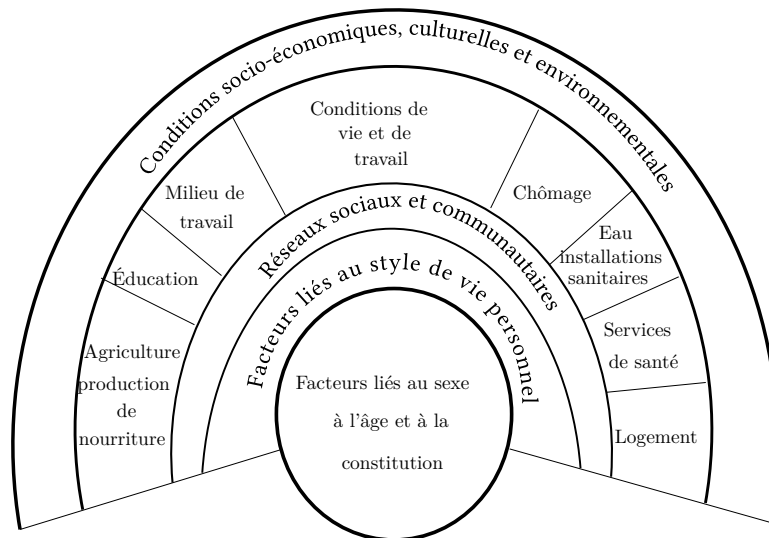 Conditions socio-économiques, culturelles et environnementales
Conditions de
vie et de
travail
Milieu de
travail
Chômage
Réseaux sociaux et communautaires
Eau
installations
sanitaires
Éducation
Facteurs liés au style de vie personnel
Services
de santé
Agriculture
production
de
nourriture
Facteurs liés au sexe
à l'âge et à la
constitution
Logement